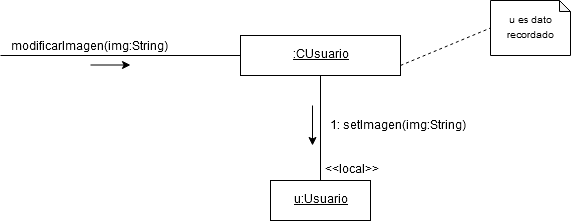 u es dato
recordado
modificarImagen(img:String)
:CUsuario
1: setImagen(img:String)
<<local>>
u:Usuario